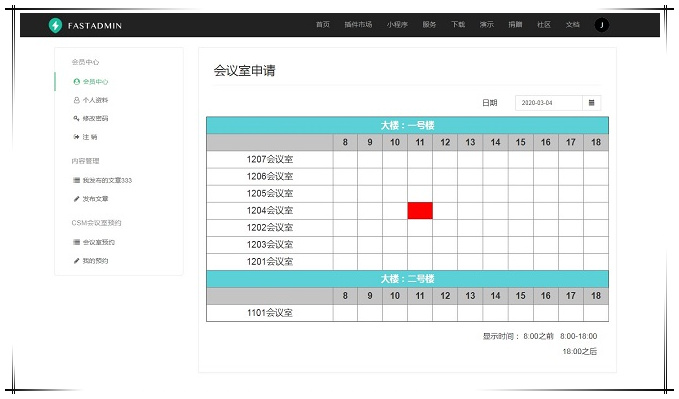 FASTADMIN 首页 插件市场 小程序 服务 下载 演示 捐赠 社区 文档 J
会员中心
会员中心
个人资料
修改密码
注 销
内容管理
我发布的文章333
发布文章
CSM会议室预约
会议室预约
我的预约
会议室申请
日期 2020-03-04
大楼：一号楼
8 9 10 11 12 13 14 15 16 17 18
1207会议室
1206会议室
1205会议室
1204会议室
1202会议室
1203会议室
1201会议室
大楼：二号楼
8 9 10 11 12 13 14 15 16 17 18
1101会议室
显示时间： 8:00之前 8:00-18:00
18:00之后